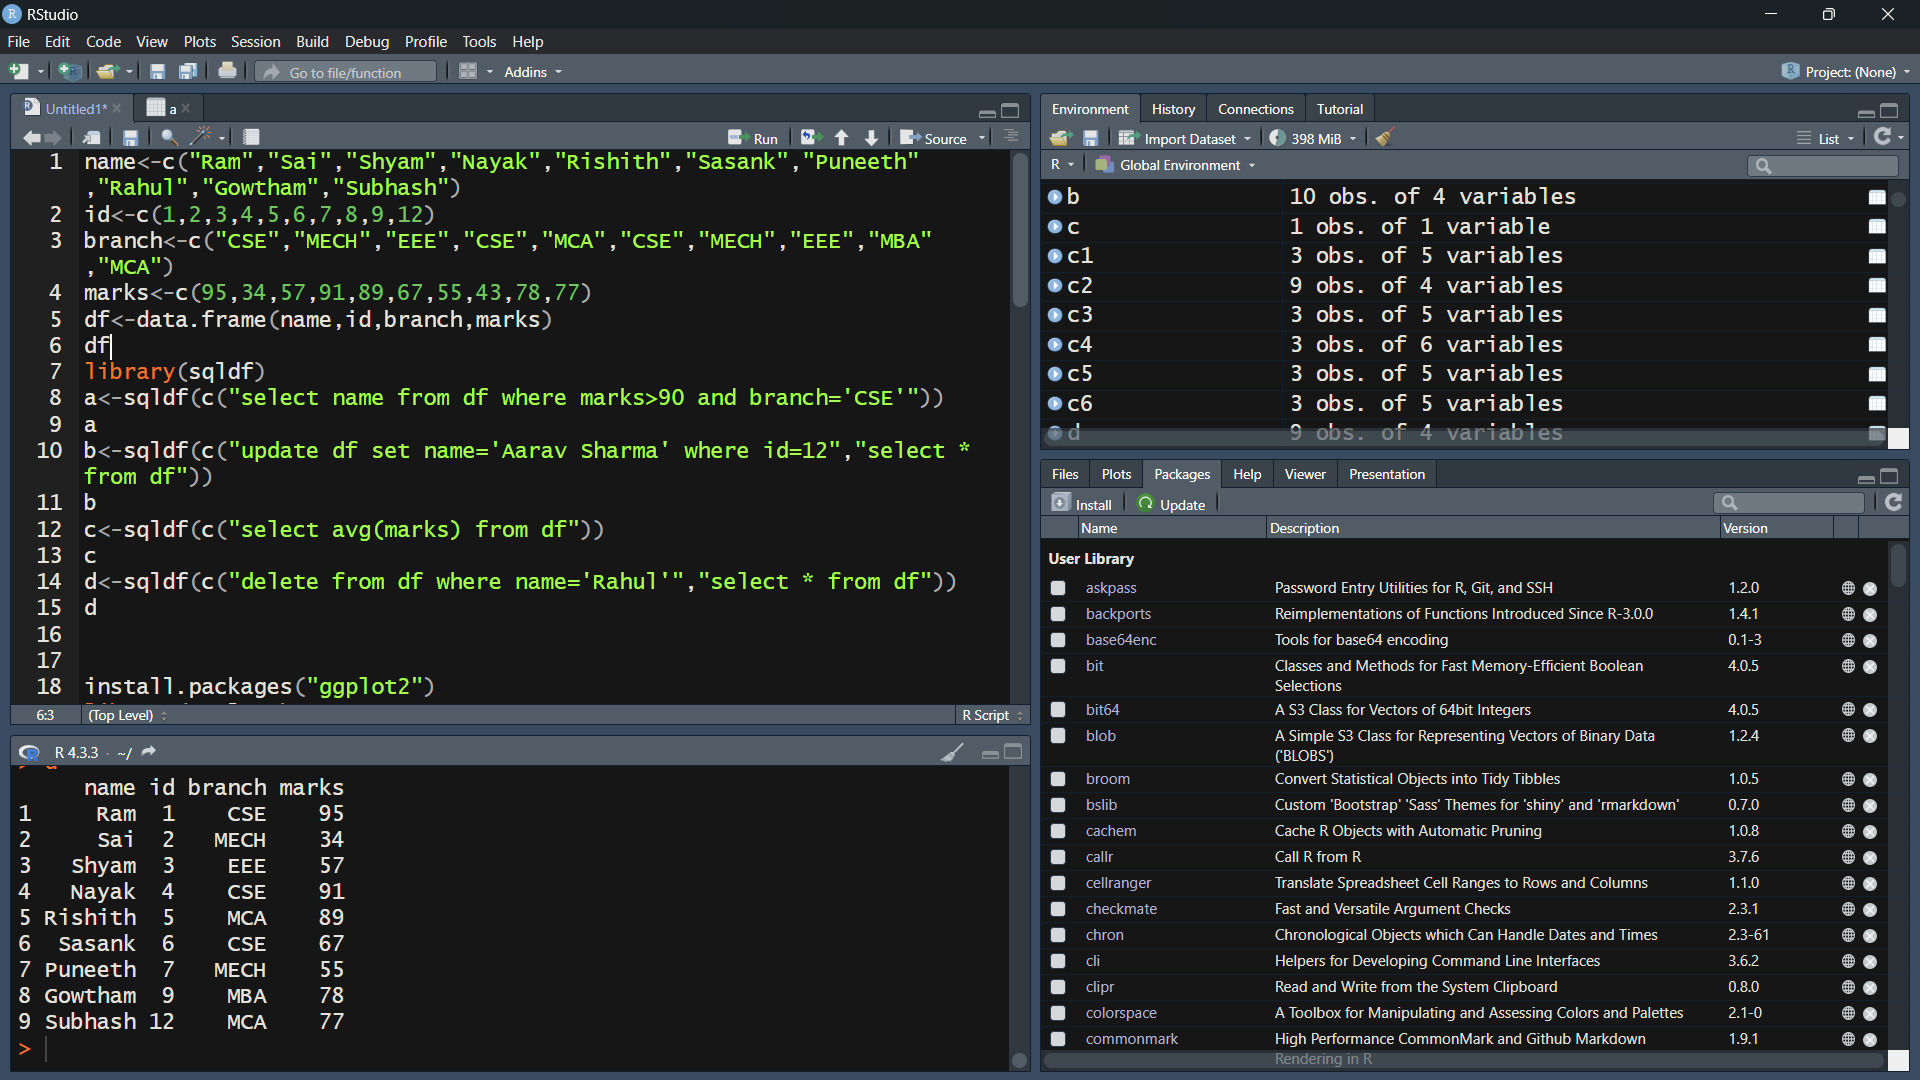 RStudio
File Edit Code View Plots Session Build Debug Profile Tools Help
Go to file/function Addins Project: (None)
Untitled1* a
Run Source
1 name<-c("Ram","Sai","Shyam","Nayak","Rishith","Sasank","Puneeth"
,"Rahul","Gowtham","Subhash")
2 id<-c(1,2,3,4,5,6,7,8,9,12)
3 branch<-c("CSE","MECH","EEE","CSE","MCA","CSE","MECH","EEE","MBA"
,"MCA")
4 marks<-c(95,34,57,91,89,67,55,43,78,77)
5 df<-data.frame(name,id,branch,marks)
6 df
7 library(sqldf)
8 a<-sqldf(c("select name from df where marks>90 and branch='CSE'"))
9 a
10 b<-sqldf(c("update df set name='Aarav Sharma' where id=12","select *
from df"))
11 b
12 c<-sqldf(c("select avg(marks) from df"))
13 c
14 d<-sqldf(c("delete from df where name='Rahul'","select * from df"))
15 d
16
17
18 install.packages("ggplot2")
6:3 (Top Level) R Script
R 4.3.3 · ~/
name id branch marks
1 Ram 1 CSE 95
2 Sai 2 MECH 34
3 Shyam 3 EEE 57
4 Nayak 4 CSE 91
5 Rishith 5 MCA 89
6 Sasank 6 CSE 67
7 Puneeth 7 MECH 55
8 Gowtham 9 MBA 78
9 Subhash 12 MCA 77
>
Environment History Connections Tutorial
Import Dataset 398 MiB List
R Global Environment
b 10 obs. of 4 variables
c 1 obs. of 1 variable
c1 3 obs. of 5 variables
c2 9 obs. of 4 variables
c3 3 obs. of 5 variables
c4 3 obs. of 6 variables
c5 3 obs. of 5 variables
c6 3 obs. of 5 variables
d 9 obs. of 4 variables
Files Plots Packages Help Viewer Presentation
Install Update
Name Description Version
User Library
askpass Password Entry Utilities for R, Git, and SSH 1.2.0
backports Reimplementations of Functions Introduced Since R-3.0.0 1.4.1
base64enc Tools for base64 encoding 0.1-3
bit Classes and Methods for Fast Memory-Efficient Boolean 4.0.5
Selections
bit64 A S3 Class for Vectors of 64bit Integers 4.0.5
blob A Simple S3 Class for Representing Vectors of Binary Data 1.2.4
('BLOBS')
broom Convert Statistical Objects into Tidy Tibbles 1.0.5
bslib Custom 'Bootstrap' 'Sass' Themes for 'shiny' and 'rmarkdown' 0.7.0
cachem Cache R Objects with Automatic Pruning 1.0.8
callr Call R from R 3.7.6
cellranger Translate Spreadsheet Cell Ranges to Rows and Columns 1.1.0
checkmate Fast and Versatile Argument Checks 2.3.1
chron Chronological Objects which Can Handle Dates and Times 2.3-61
cli Helpers for Developing Command Line Interfaces 3.6.2
clipr Read and Write from the System Clipboard 0.8.0
colorspace A Toolbox for Manipulating and Assessing Colors and Palettes 2.1-0
commonmark High Performance CommonMark and Github Markdown 1.9.1
Rendering in R